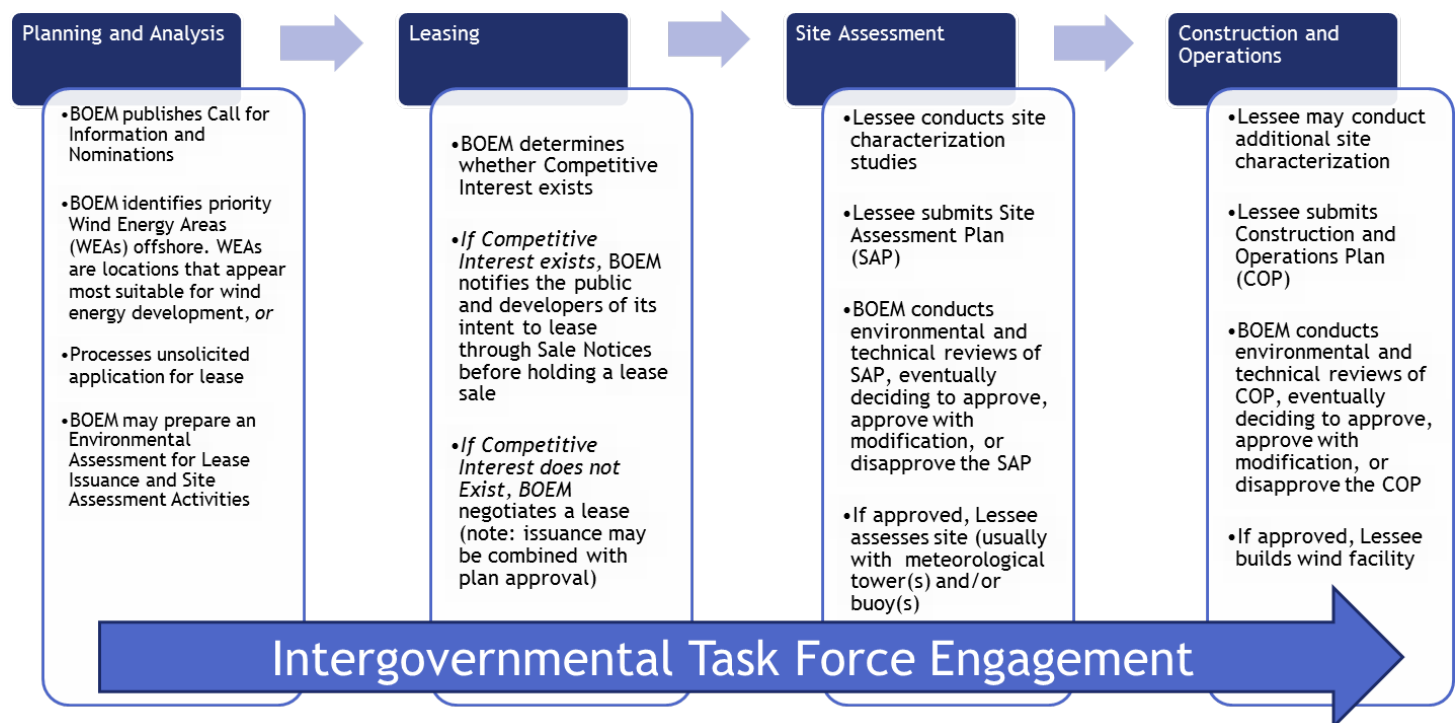 Planning and Analysis
•BOEM publishes Call for
Information and
Nominations
•BOEM identifies priority
Wind Energy Areas
(WEAs) offshore. WEAs
are locations that appear
most suitable for wind
energy development, or
•Processes unsolicited
application for lease
•BOEM may prepare an
Environmental
Assessment for Lease
Issuance and Site
Assessment Activities
Leasing
•BOEM determines
whether Competitive
Interest exists
•If Competitive
Interest exists, BOEM
notifies the public
and developers of its
intent to lease
through Sale Notices
before holding a lease
sale
•If Competitive
Interest does not
Exist, BOEM
negotiates a lease
(note: issuance may
be combined with
plan approval)
Site Assessment
•Lessee conducts site
characterization
studies
•Lessee submits Site
Assessment Plan
(SAP)
•BOEM conducts
environmental and
technical reviews of
SAP, eventually
deciding to approve,
approve with
modification, or
disapprove the SAP
•If approved, Lessee
assesses site (usually
with meteorological
tower(s) and/or
buoy(s)
Construction and
Operations
•Lessee may conduct
additional site
characterization
•Lessee submits
Construction and
Operations Plan
(COP)
•BOEM conducts
environmental and
technical reviews of
COP, eventually
deciding to approve,
approve with
modification, or
disapprove the COP
•If approved, Lessee
builds wind facility
Intergovernmental Task Force Engagement